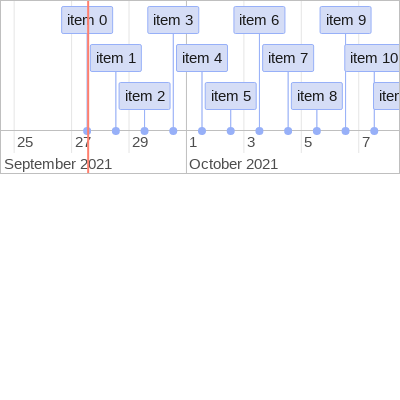 item 0 item 3 item 6 item 9
item 1 item 4 item 7 item 10
item 2 item 5 item 8
25 27 29 1 3 5 7
September 2021 October 2021